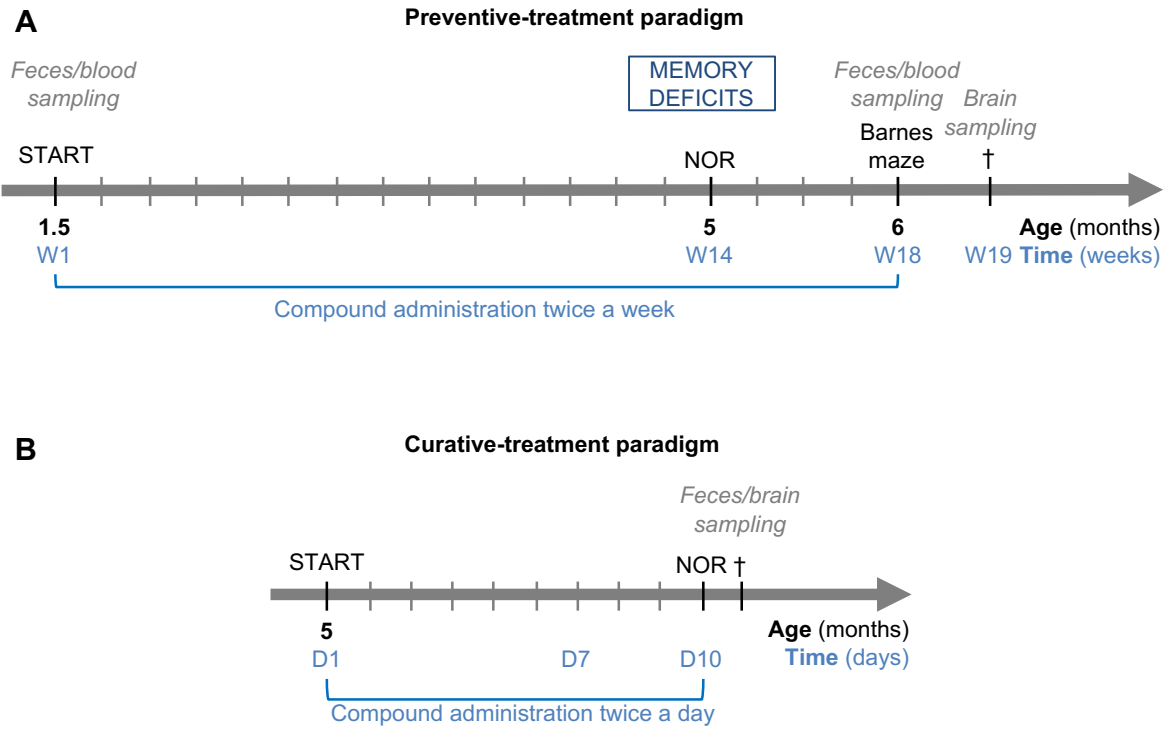 A
Preventive-treatment paradigm
Feces/blood
sampling
MEMORY
DEFICITS
Feces/blood
sampling
Brain
sampling
START
NOR
Barnes
maze
†
1.5
5
6
Age (months)
W1
W14
W18
W19
Time (weeks)
Compound administration twice a week
B
Curative-treatment paradigm
Feces/brain
sampling
START
NOR †
5
Age (months)
D1
D7
D10
Time (days)
Compound administration twice a day